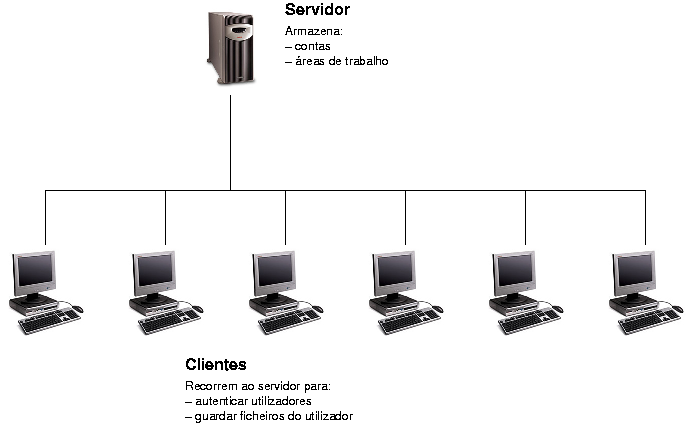 Servidor
Armazena:
– contas
– áreas de trabalho
Clientes
Recorrem ao servidor para:
– autenticar utilizadores
– guardar ficheiros do utilizador